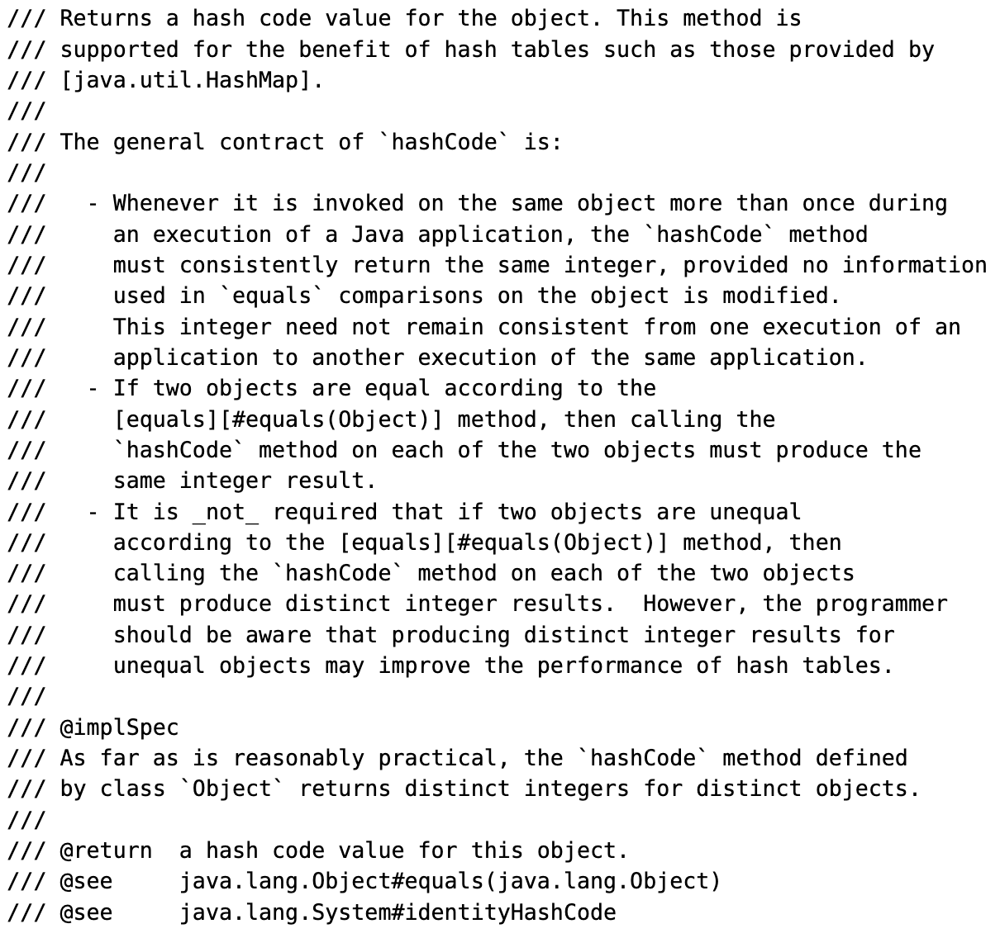 /// Returns a hash code value for the object. This method is
/// supported for the benefit of hash tables such as those provided by
/// [java.util.HashMap].
///
/// The general contract of `hashCode` is:
///
///   - Whenever it is invoked on the same object more than once during
///     an execution of a Java application, the `hashCode` method
///     must consistently return the same integer, provided no information
///     used in `equals` comparisons on the object is modified.
///     This integer need not remain consistent from one execution of an
///     application to another execution of the same application.
///   - If two objects are equal according to the
///     [equals][#equals(Object)] method, then calling the
///     `hashCode` method on each of the two objects must produce the
///     same integer result.
///   - It is _not_ required that if two objects are unequal
///     according to the [equals][#equals(Object)] method, then
///     calling the `hashCode` method on each of the two objects
///     must produce distinct integer results.  However, the programmer
///     should be aware that producing distinct integer results for
///     unequal objects may improve the performance of hash tables.
///
/// @implSpec
/// As far as is reasonably practical, the `hashCode` method defined
/// by class `Object` returns distinct integers for distinct objects.
///
/// @return  a hash code value for this object.
/// @see     java.lang.Object#equals(java.lang.Object)
/// @see     java.lang.System#identityHashCode